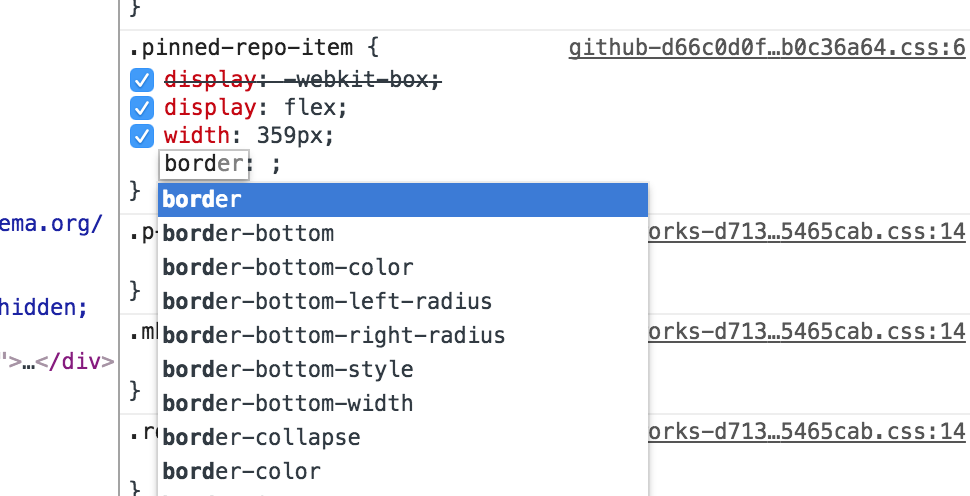 }
.pinned-repo-item {
github-d66c0d0f…b0c36a64.css:6
display: -webkit-box;
display: flex;
width: 359px;
border: ;
}
border
border-bottom
border-bottom-color
border-bottom-left-radius
border-bottom-right-radius
border-bottom-style
border-bottom-width
border-collapse
border-color
ema.org/
hidden;
">…</div>
orks-d713…5465cab.css:14
}
orks-d713…5465cab.css:14
}
orks-d713…5465cab.css:14
}